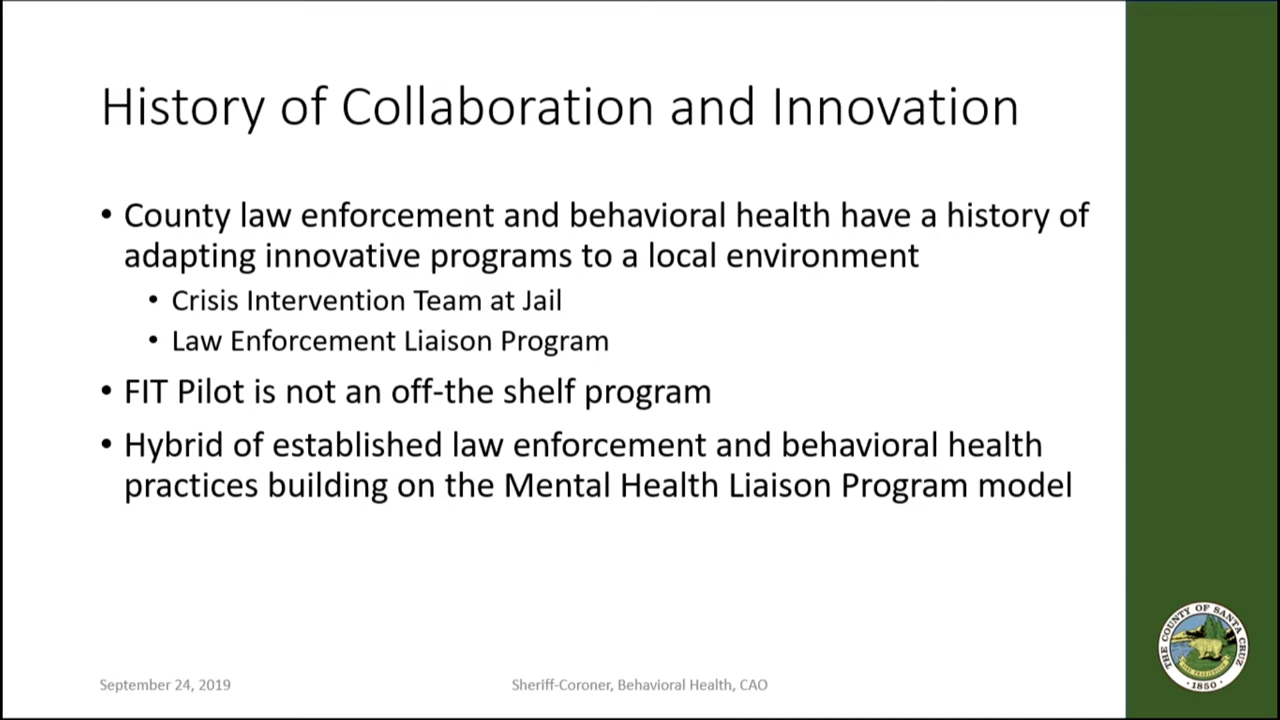 History of Collaboration and Innovation
• County law enforcement and behavioral health have a history of
adapting innovative programs to a local environment
• Crisis Intervention Team at Jail
• Law Enforcement Liaison Program
• FIT Pilot is not an off-the shelf program
• Hybrid of established law enforcement and behavioral health
practices building on the Mental Health Liaison Program model
September 24, 2019
Sheriff-Coroner, Behavioral Health, CAO
THE COUNTY OF SANTA CRUZ
· 1850 ·